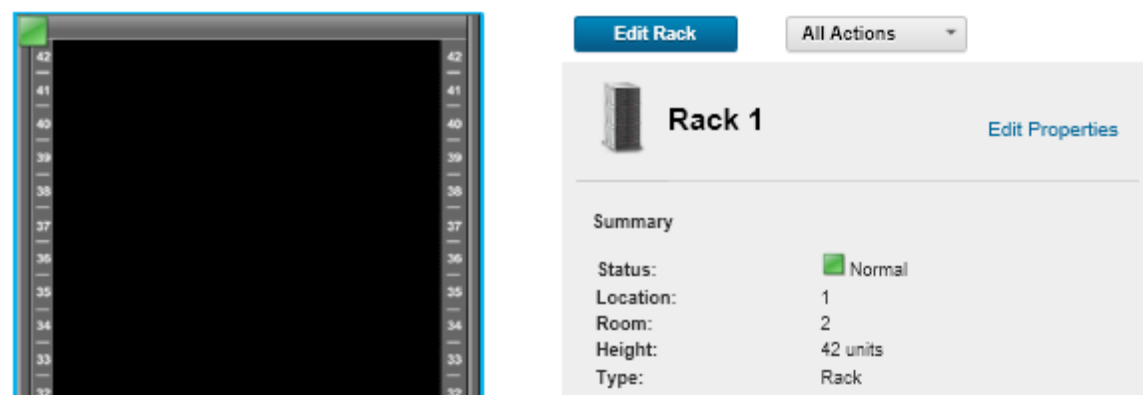 Edit Rack All Actions
Rack 1
Edit Properties
Summary
Status: Normal
Location: 1
Room: 2
Height: 42 units
Type: Rack
42 42
41 41
40 40
39 39
38 38
37 37
36 36
35 35
34 34
33 33
32 32